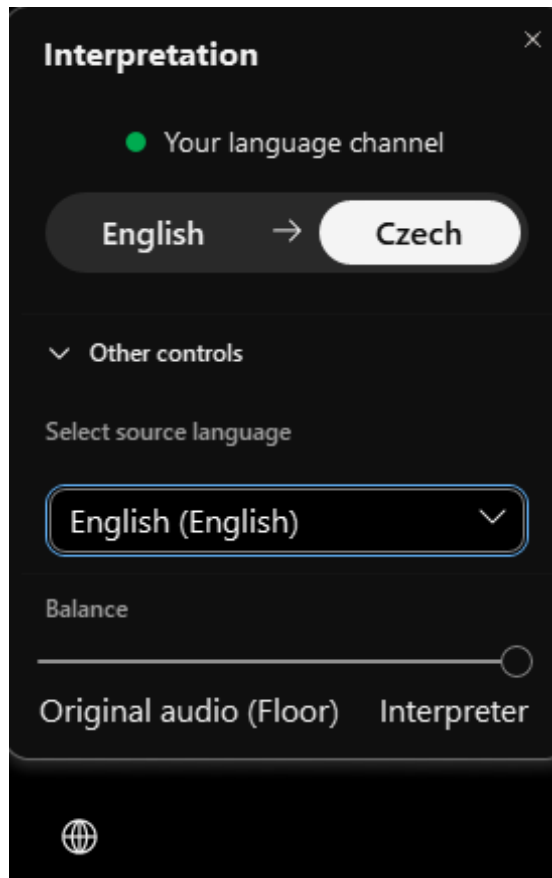 Interpretation
Your language channel
English → Czech
Other controls
Select source language
English (English)
Balance
Original audio (Floor) Interpreter